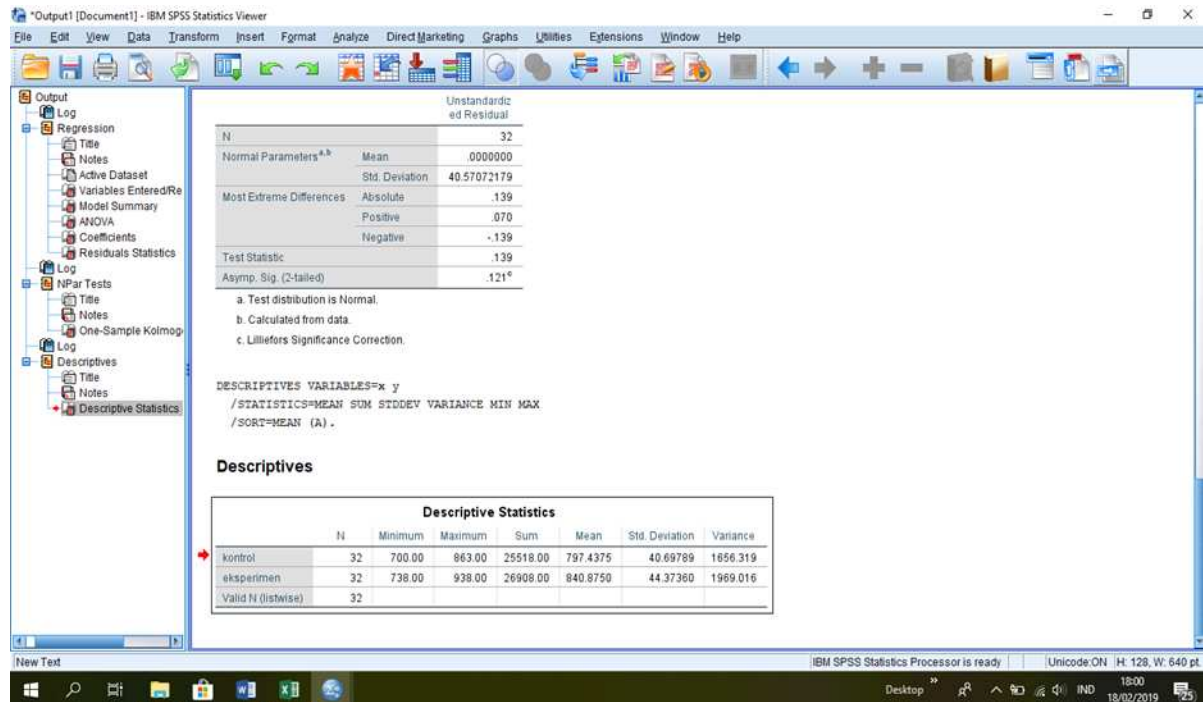 *Output1 [Document1] - IBM SPSS Statistics Viewer
File Edit View Data Transform Insert Format Analyze Direct Marketing Graphs Utilities Extensions Window Help
Output
Log
Regression
Title
Notes
Active Dataset
Variables Entered/Re
Model Summary
ANOVA
Coefficients
Residuals Statistics
Log
NPar Tests
Title
Notes
One-Sample Kolmog
Log
Descriptives
Title
Notes
Descriptive Statistics
Unstandardiz
ed Residual
N 32
Normal Parameters a,b Mean .0000000
Std. Deviation 40.57072179
Most Extreme Differences Absolute .139
Positive .070
Negative -.139
Test Statistic .139
Asymp. Sig. (2-tailed) .121 c
a. Test distribution is Normal.
b. Calculated from data.
c. Lilliefors Significance Correction.
DESCRIPTIVES VARIABLES=x y
/STATISTICS=MEAN SUM STDDEV VARIANCE MIN MAX
/SORT=MEAN (A).
Descriptives
Descriptive Statistics
N Minimum Maximum Sum Mean Std. Deviation Variance
kontrol 32 700.00 863.00 25518.00 797.4375 40.69789 1656.319
eksperimen 32 738.00 938.00 26908.00 840.8750 44.37360 1969.016
Valid N (listwise) 32
New Text IBM SPSS Statistics Processor is ready Unicode:ON H: 128, W: 640 pt.
Desktop IND 18:00
18/02/2019 25